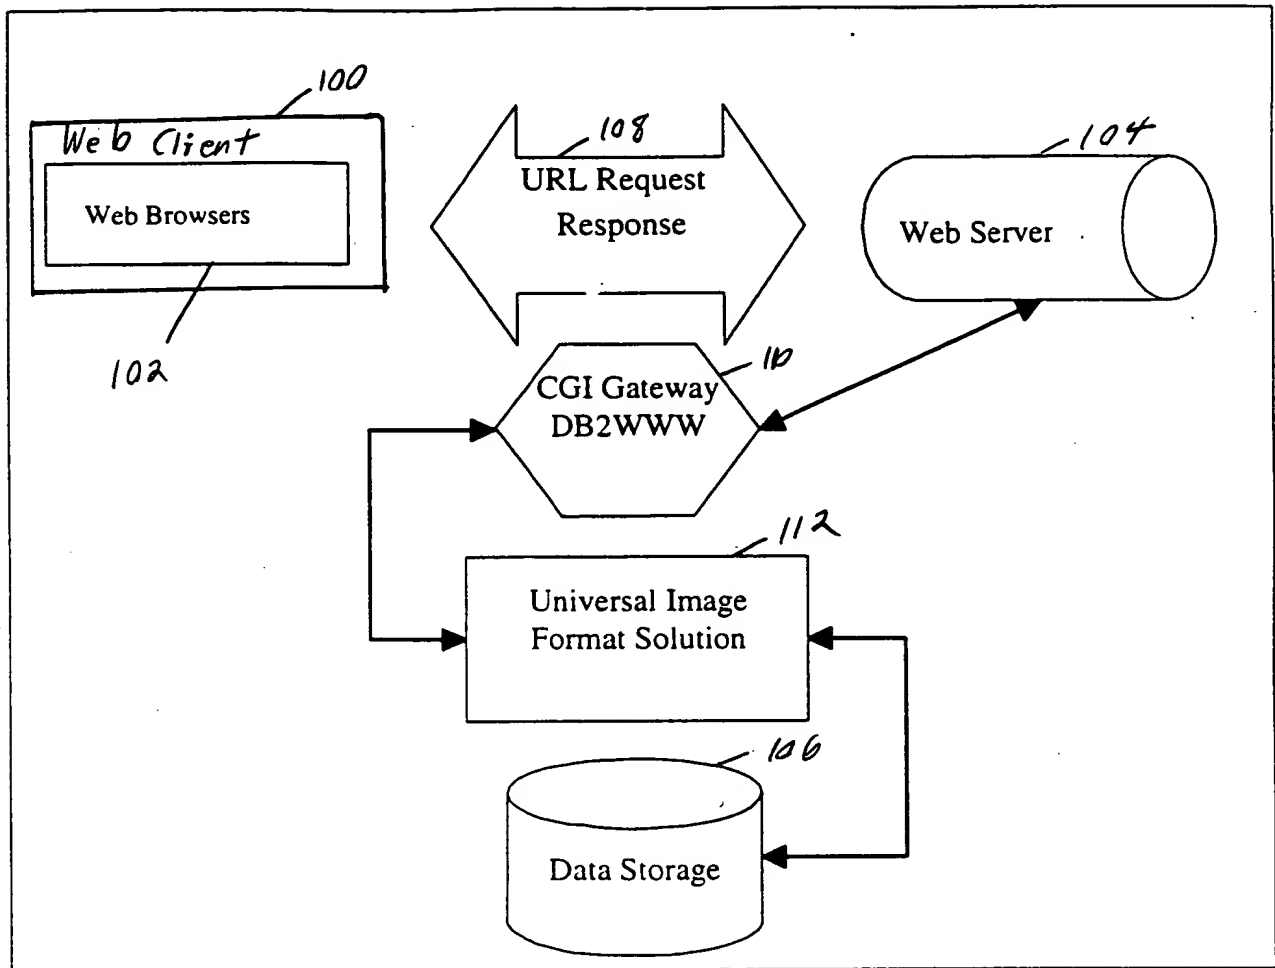 100
Web Client
Web Browsers
102
108
URL Request
Response
104
Web Server
110
CGI Gateway
DB2WWW
112
Universal Image
Format Solution
106
Data Storage